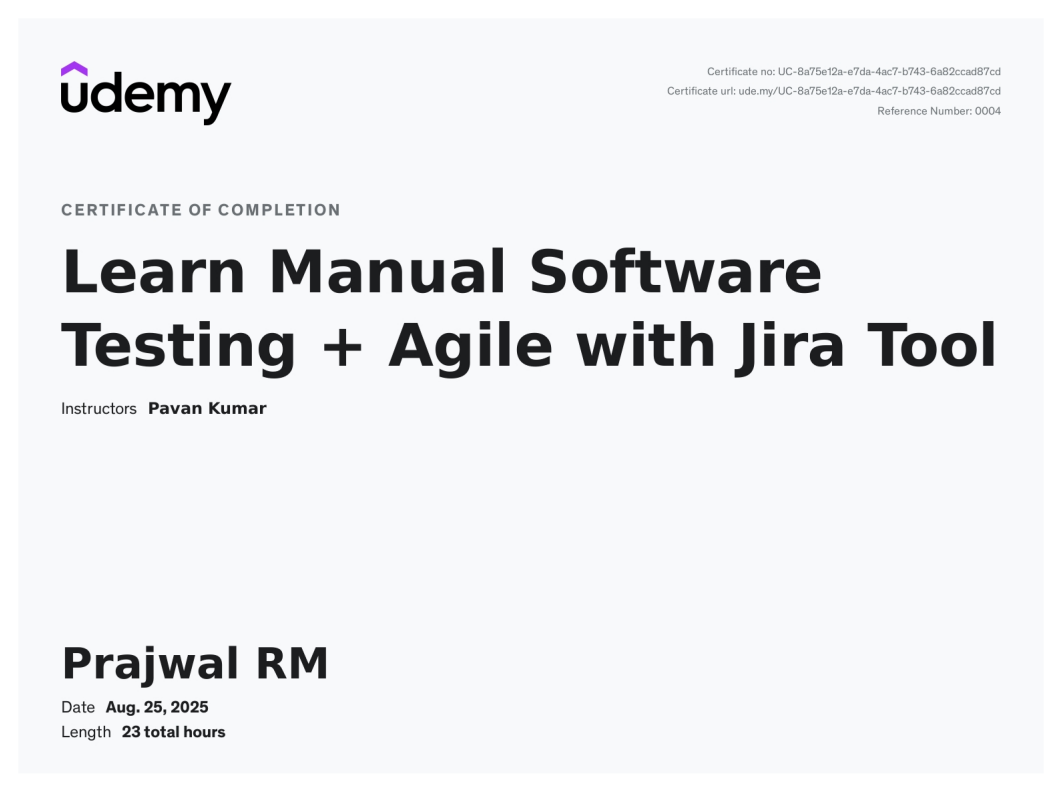 udemy
Certificate no: UC-8a75e12a-e7da-4ac7-b743-6a82ccad87cd
Certificate url: ude.my/UC-8a75e12a-e7da-4ac7-b743-6a82ccad87cd
Reference Number: 0004
CERTIFICATE OF COMPLETION
Learn Manual Software
Testing + Agile with Jira Tool
Instructors Pavan Kumar
Prajwal RM
Date Aug. 25, 2025
Length 23 total hours